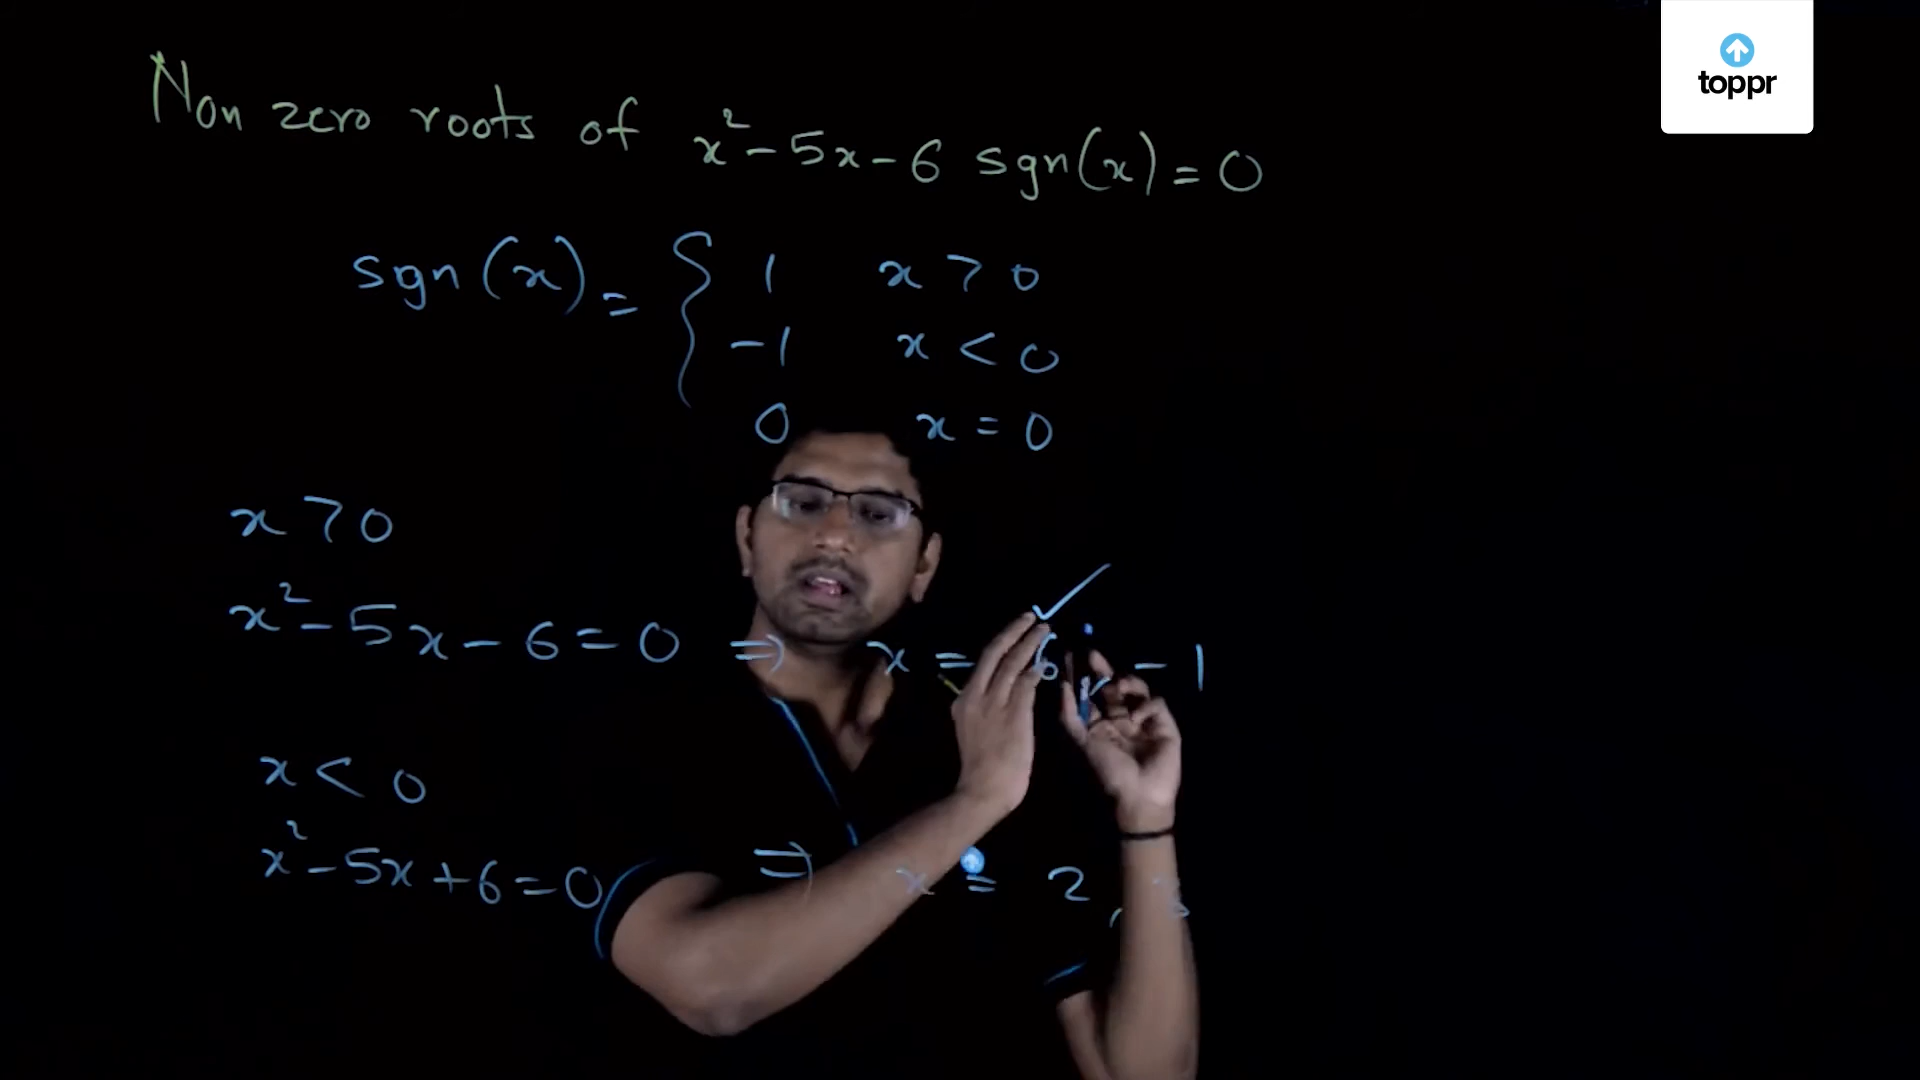 toppr
Non zero roots of x² - 5x - 6 sgn(x) = 0
sgn(x) = { 1 x > 0
-1 x < 0
0 x = 0
x > 0
x² - 5x - 6 = 0 ⇒ x = 6, -1
x < 0
x² - 5x + 6 = 0 ⇒ x = 2, 3